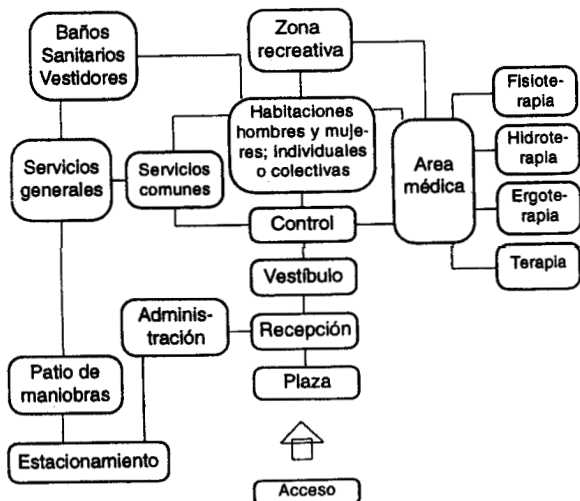 Baños
Sanitarios
Vestidores
Zona
recreativa
Fisiote-
rapia
Habitaciones
hombres y muje-
res; individuales
o colectivas
Hidrote-
rapia
Servicios
generales
Servicios
comunes
Area
médica
Ergote-
rapia
Control
Terapia
Vestíbulo
Adminis-
tración
Recepción
Patio de
maniobras
Plaza
Estacionamiento
Acceso